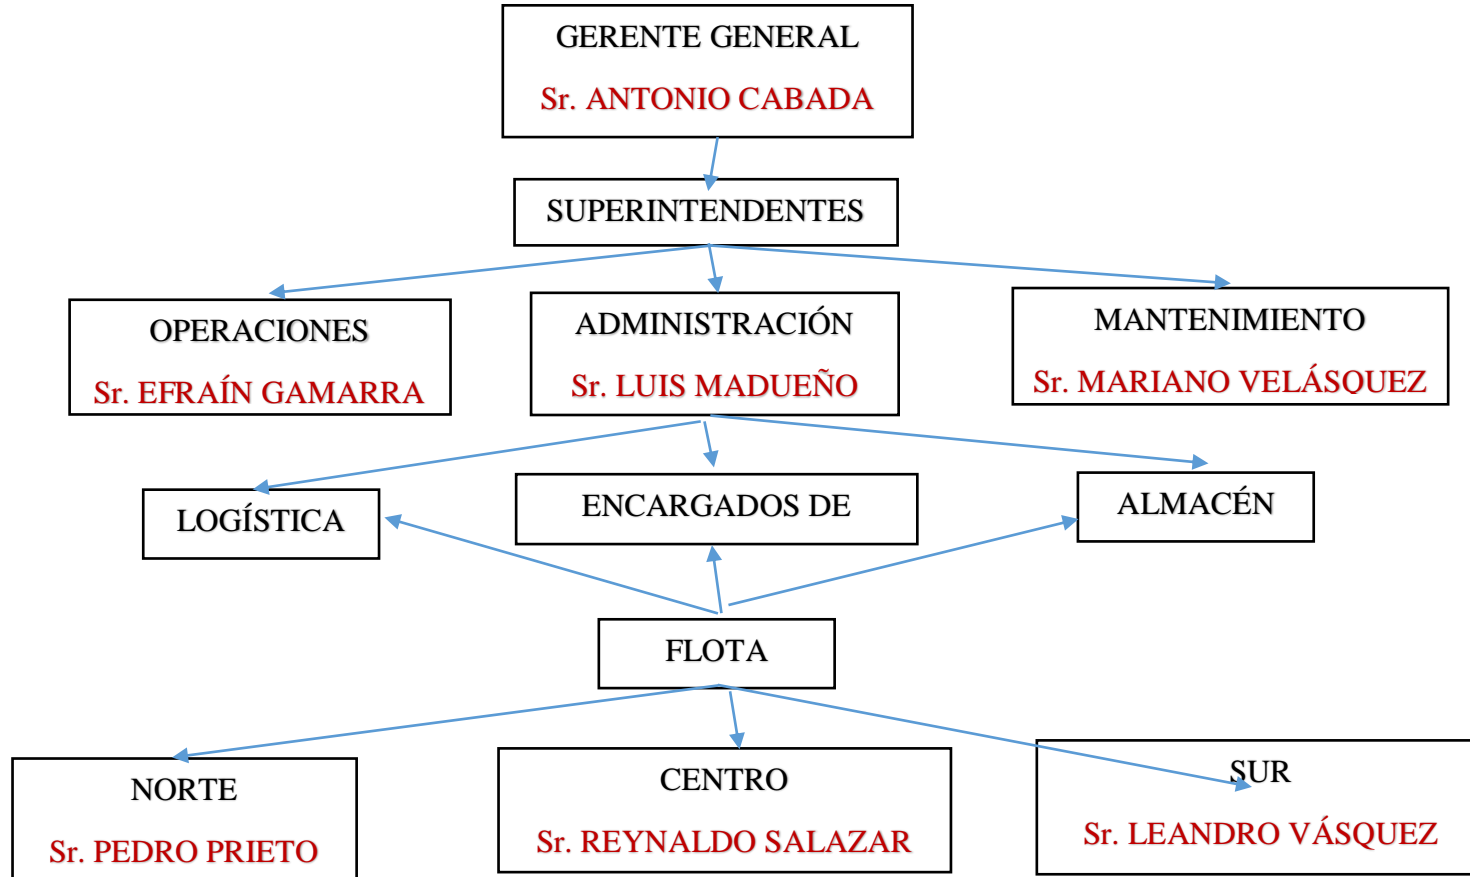 GERENTE GENERAL
Sr. ANTONIO CABADA
SUPERINTENDENTES
OPERACIONES
Sr. EFRAÍN GAMARRA
ADMINISTRACIÓN
Sr. LUIS MADUEÑO
MANTENIMIENTO
Sr. MARIANO VELÁSQUEZ
LOGÍSTICA
ENCARGADOS DE
ALMACÉN
FLOTA
NORTE
Sr. PEDRO PRIETO
CENTRO
Sr. REYNALDO SALAZAR
SUR
Sr. LEANDRO VÁSQUEZ